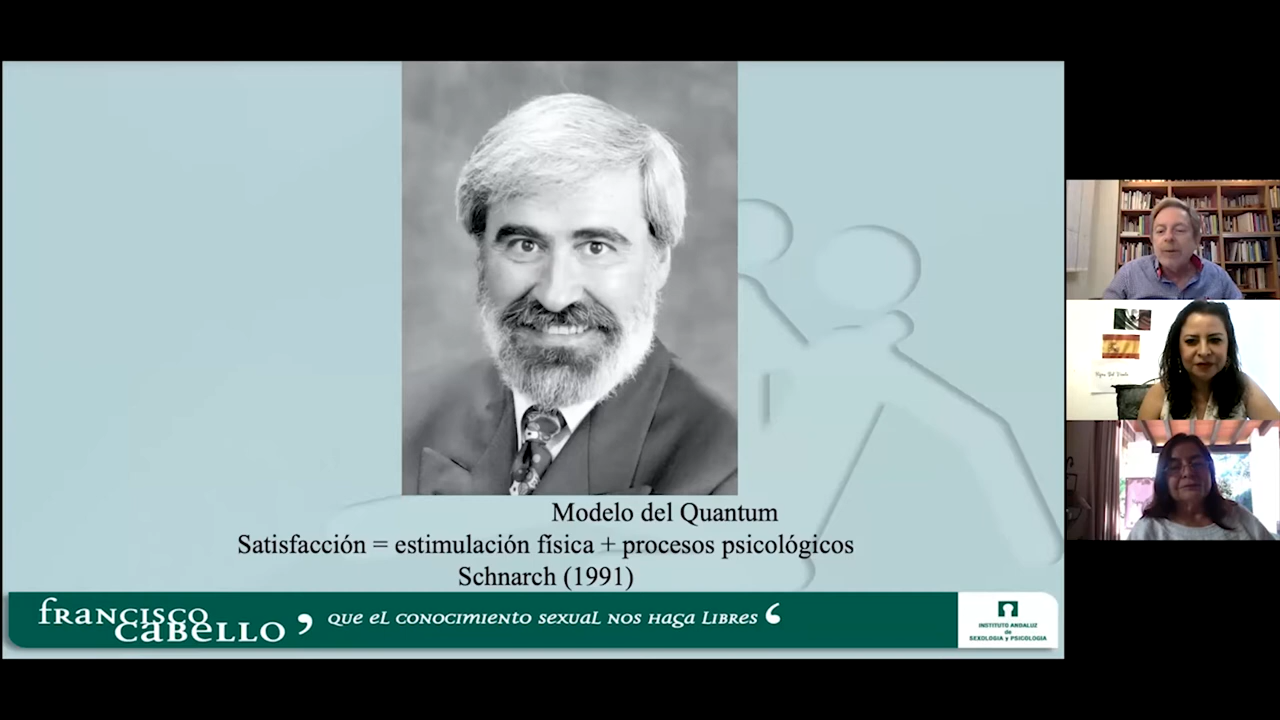 Modelo del Quantum
Satisfacción = estimulación física + procesos psicológicos
Schnarch (1991)
francisco
cabello
, que el conocimiento sexual nos haga libres ‘
INSTITUTO ANDALUZ
de
SEXOLOGÍA y PSICOLOGÍA